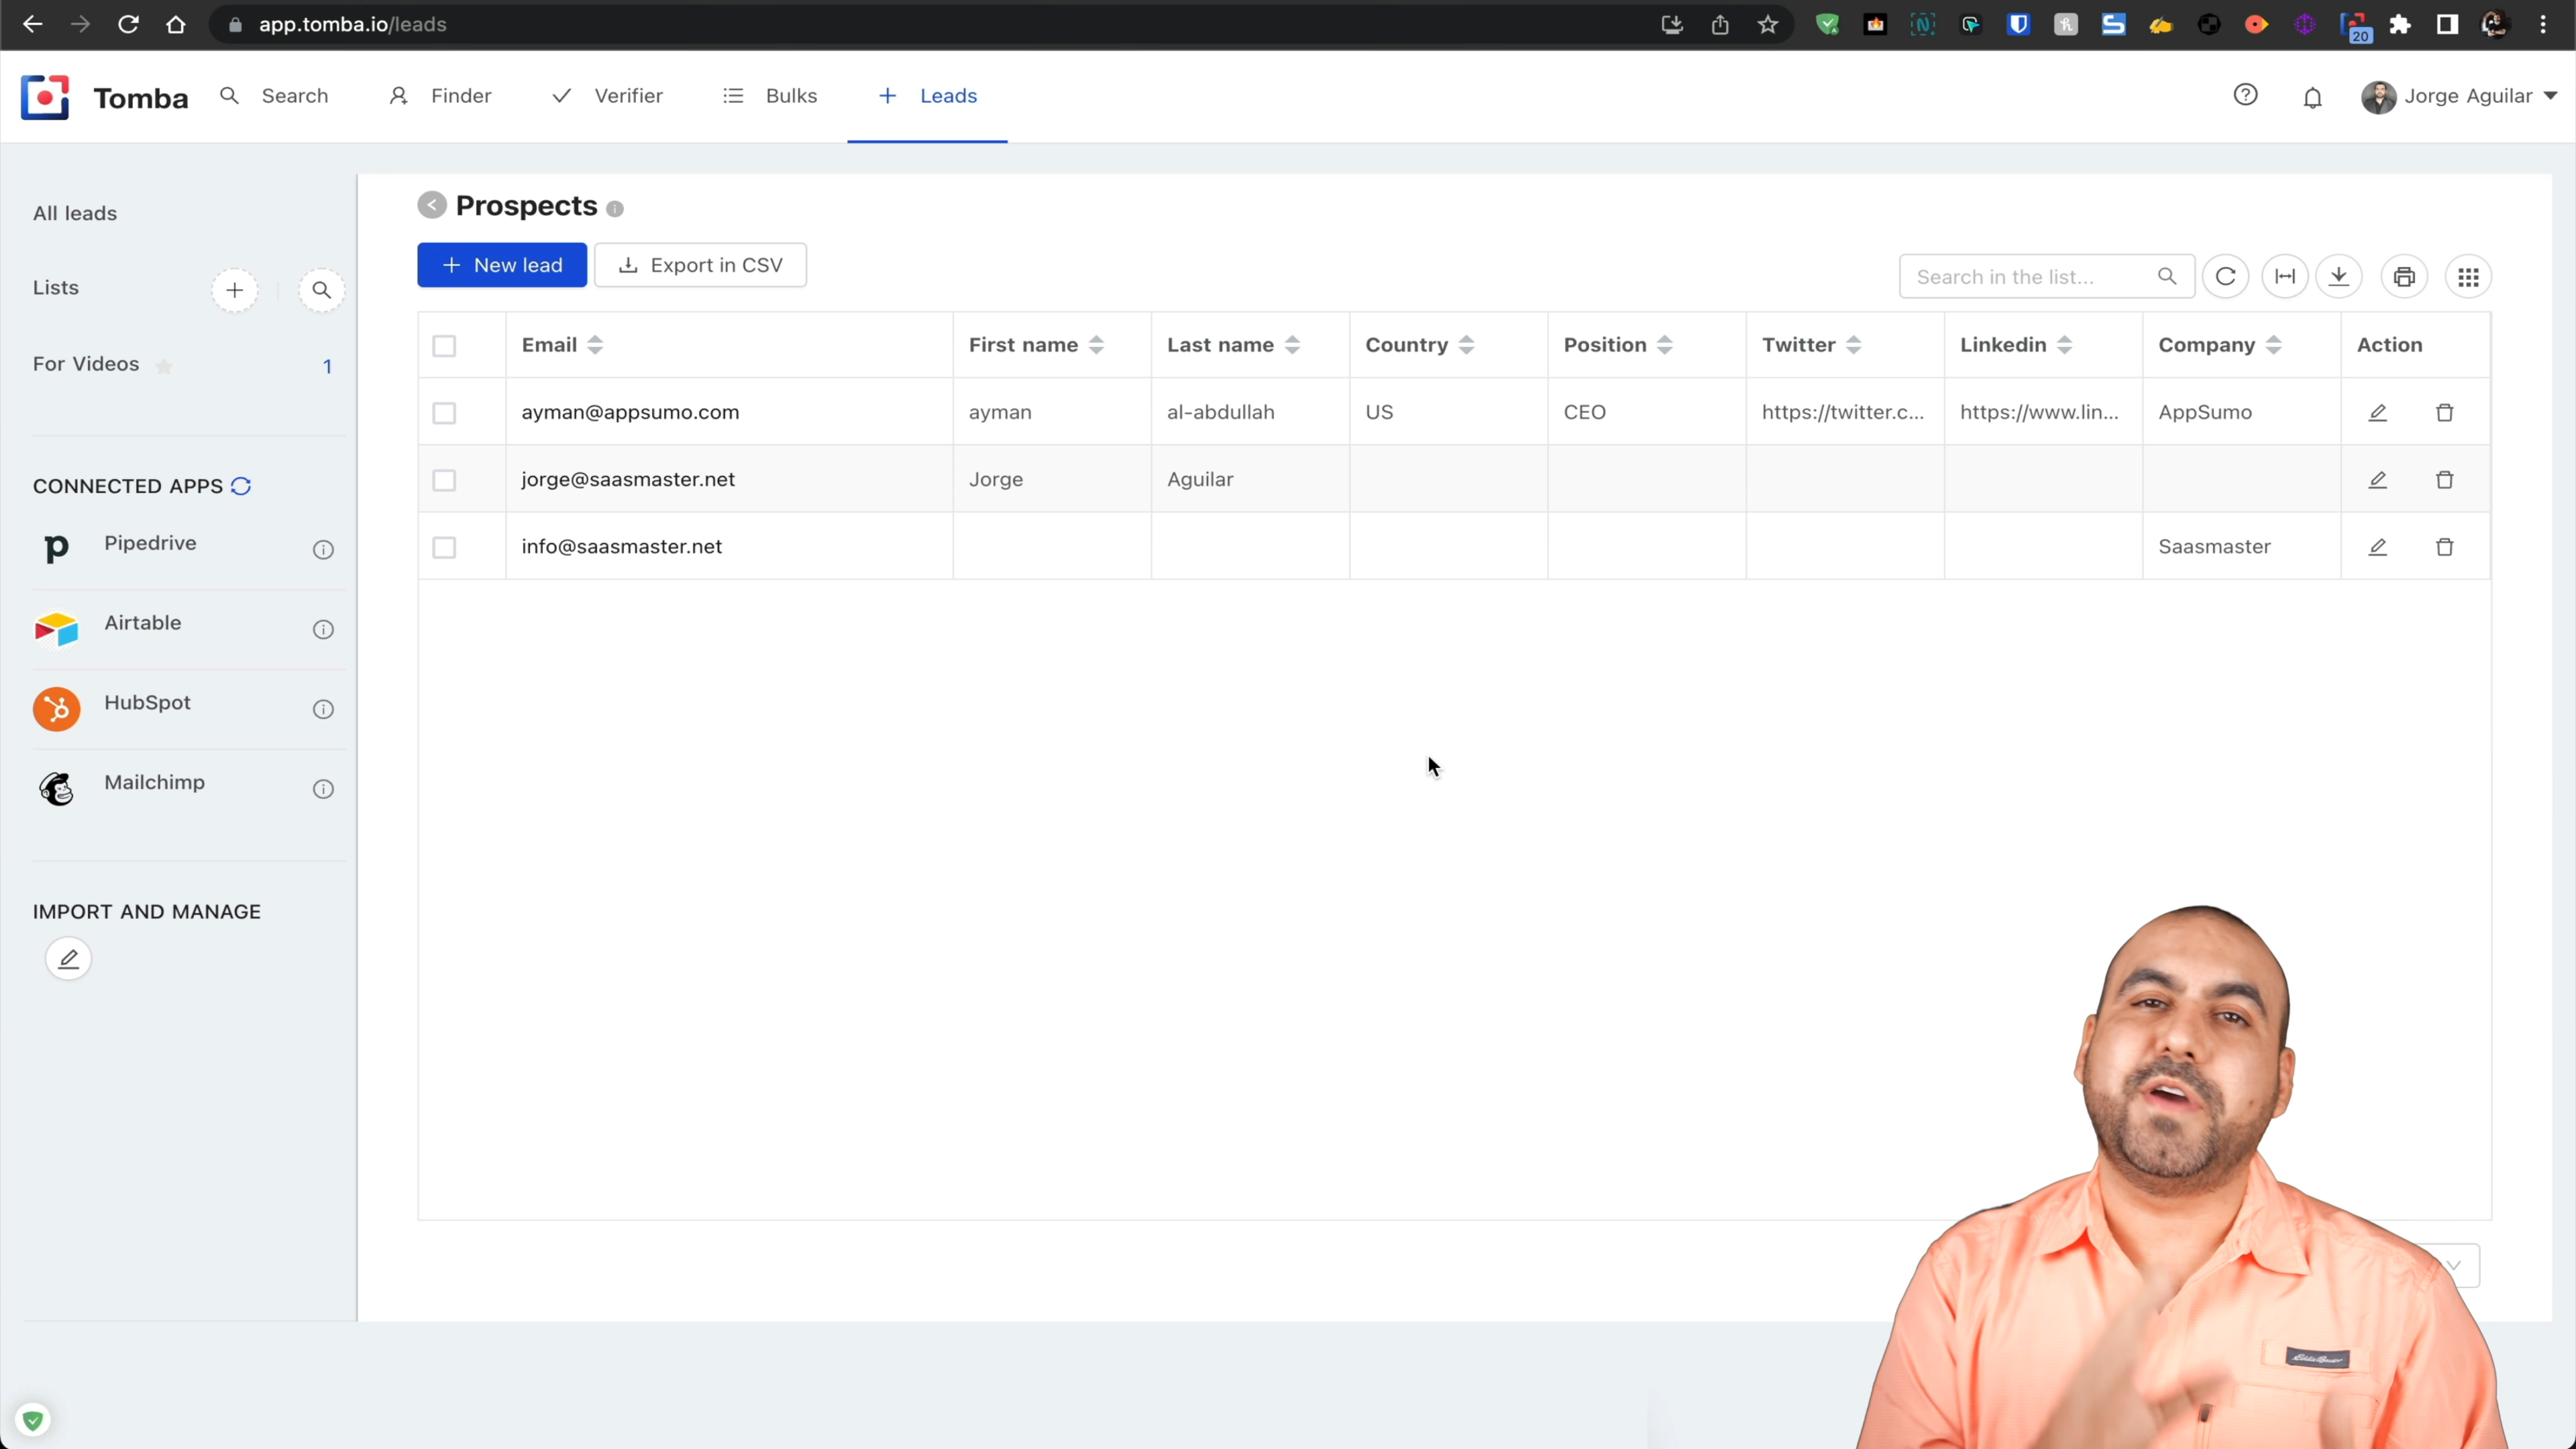 app.tomba.io/leads
20
Tomba
Search
Finder
Verifier
Bulks
Leads
Jorge Aguilar
All leads
Lists
For Videos 1
CONNECTED APPS
Pipedrive
Airtable
HubSpot
Mailchimp
IMPORT AND MANAGE
Prospects
New lead
Export in CSV
Search in the list...
Email First name Last name Country Position Twitter Linkedin Company Action
ayman@appsumo.com ayman al-abdullah US CEO https://twitter.c... https://www.lin... AppSumo
jorge@saasmaster.net Jorge Aguilar
info@saasmaster.net Saasmaster
Eddie Bauer